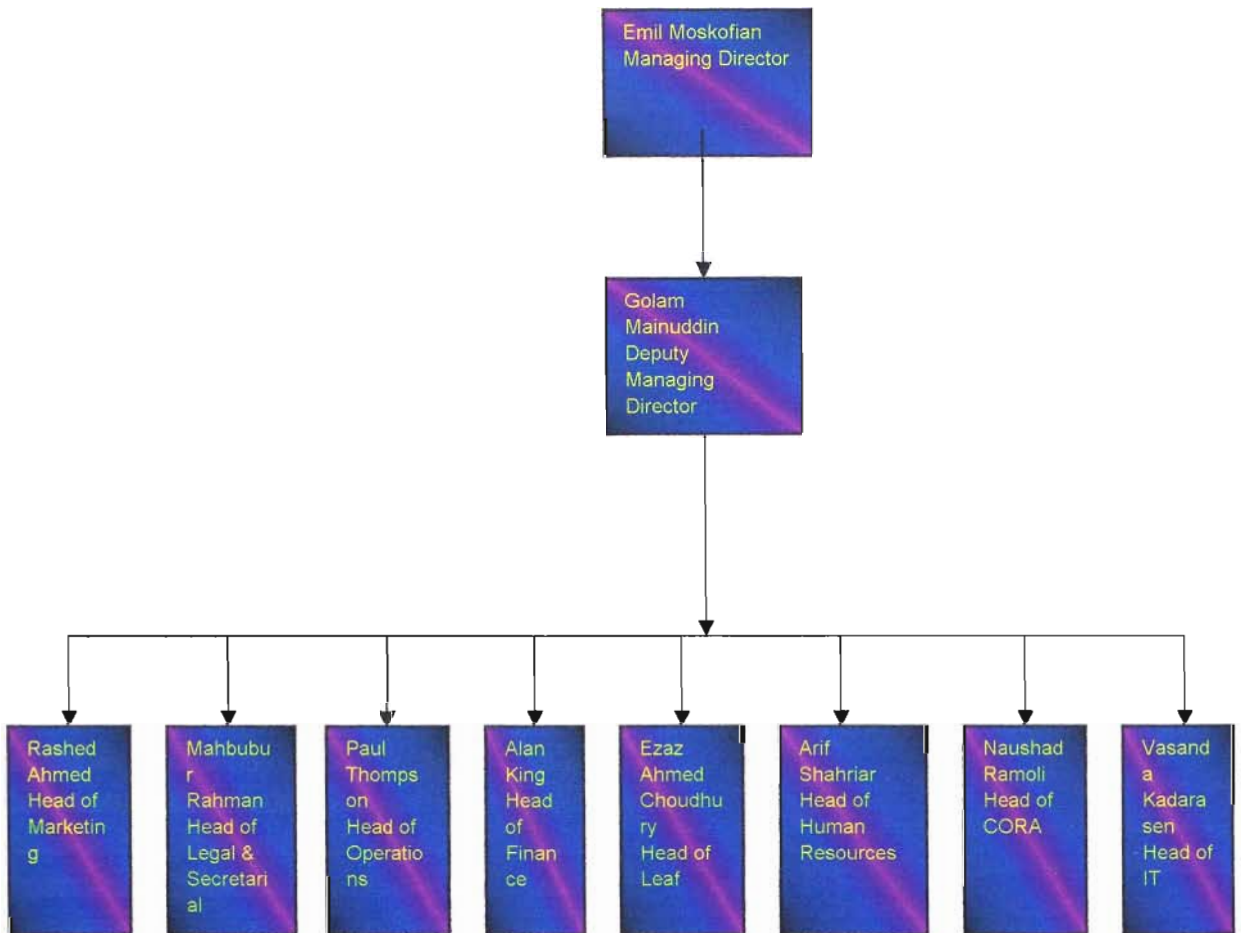 Emil Moskofian
Managing Director
Golam
Mainuddin
Deputy
Managing
Director
Rashed
Ahmed
Head of
Marketin
g
Mahbubu
r
Rahman
Head of
Legal &
Secretari
al
Paul
Thomps
on
Head of
Operatio
ns
Alan
King
Head
of
Finan
ce
Ezaz
Ahmed
Choudhu
ry
Head of
Leaf
Arif
Shahriar
Head of
Human
Resources
Naushad
Ramoli
Head of
CORA
Vasand
a
Kadara
sen
Head of
IT